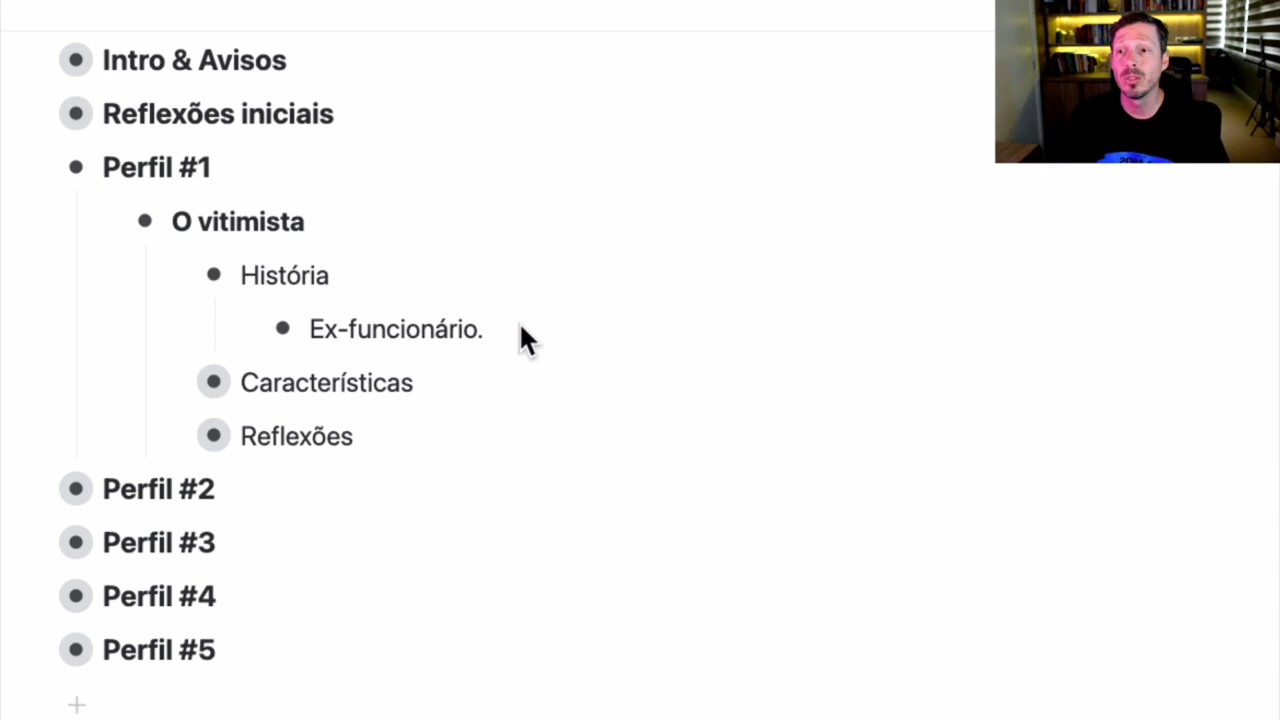 Intro & Avisos
Reflexões iniciais
Perfil #1
O vitimista
História
Ex-funcionário.
Características
Reflexões
Perfil #2
Perfil #3
Perfil #4
Perfil #5